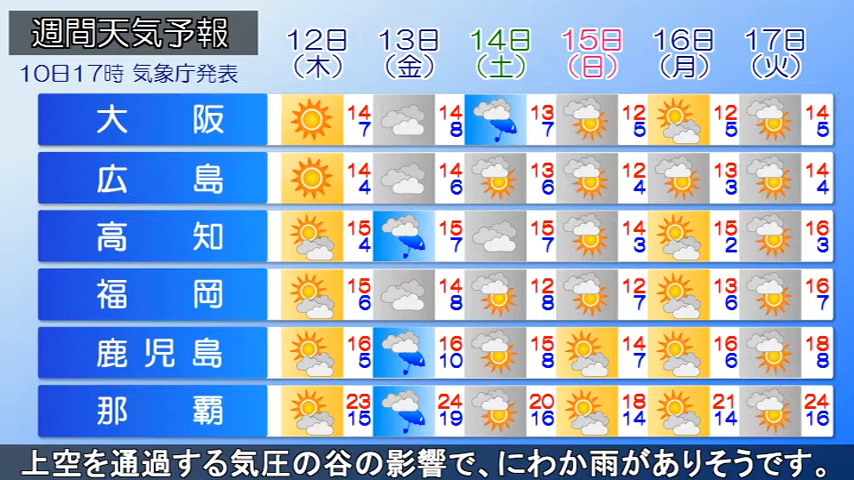 週間天気予報
10日17時 気象庁発表
12日 13日 14日 15日 16日 17日
(木) (金) (土) (日) (月) (火)
大阪 14 7 14 8 13 7 12 5 12 5 14 5
広島 14 4 14 6 13 6 12 4 13 3 14 4
高知 15 4 15 7 15 7 14 3 15 2 16 3
福岡 15 6 14 8 12 8 12 7 13 6 16 7
鹿児島 16 5 16 10 15 8 14 7 16 6 18 8
那覇 23 15 24 19 20 16 18 14 21 14 24 16
上空を通過する気圧の谷の影響で、にわか雨がありそうです。